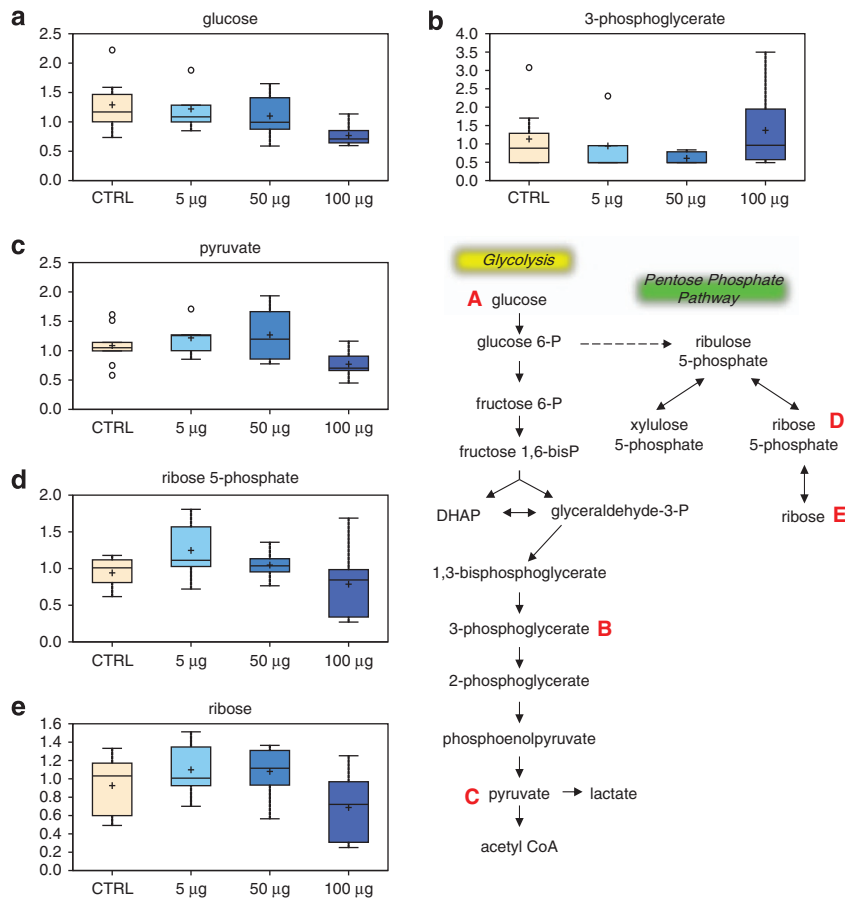 a
glucose
2.5
2.0
1.5
1.0
0.5
0.0
CTRL 5 µg 50 µg 100 µg
b
3-phosphoglycerate
4.0
3.5
3.0
2.5
2.0
1.5
1.0
0.5
0.0
CTRL 5 µg 50 µg 100 µg
c
pyruvate
2.5
2.0
1.5
1.0
0.5
0.0
CTRL 5 µg 50 µg 100 µg
d
ribose 5-phosphate
2.0
1.5
1.0
0.5
0.0
CTRL 5 µg 50 µg 100 µg
e
ribose
1.6
1.4
1.2
1.0
0.8
0.6
0.4
0.2
0.0
CTRL 5 µg 50 µg 100 µg
Glycolysis
Pentose Phosphate
Pathway
A glucose
glucose 6-P
ribulose
5-phosphate
fructose 6-P
xylulose
5-phosphate
ribose D
5-phosphate
fructose 1,6-bisP
DHAP
glyceraldehyde-3-P
ribose E
1,3-bisphosphoglycerate
3-phosphoglycerate B
2-phosphoglycerate
phosphoenolpyruvate
C pyruvate
lactate
acetyl CoA